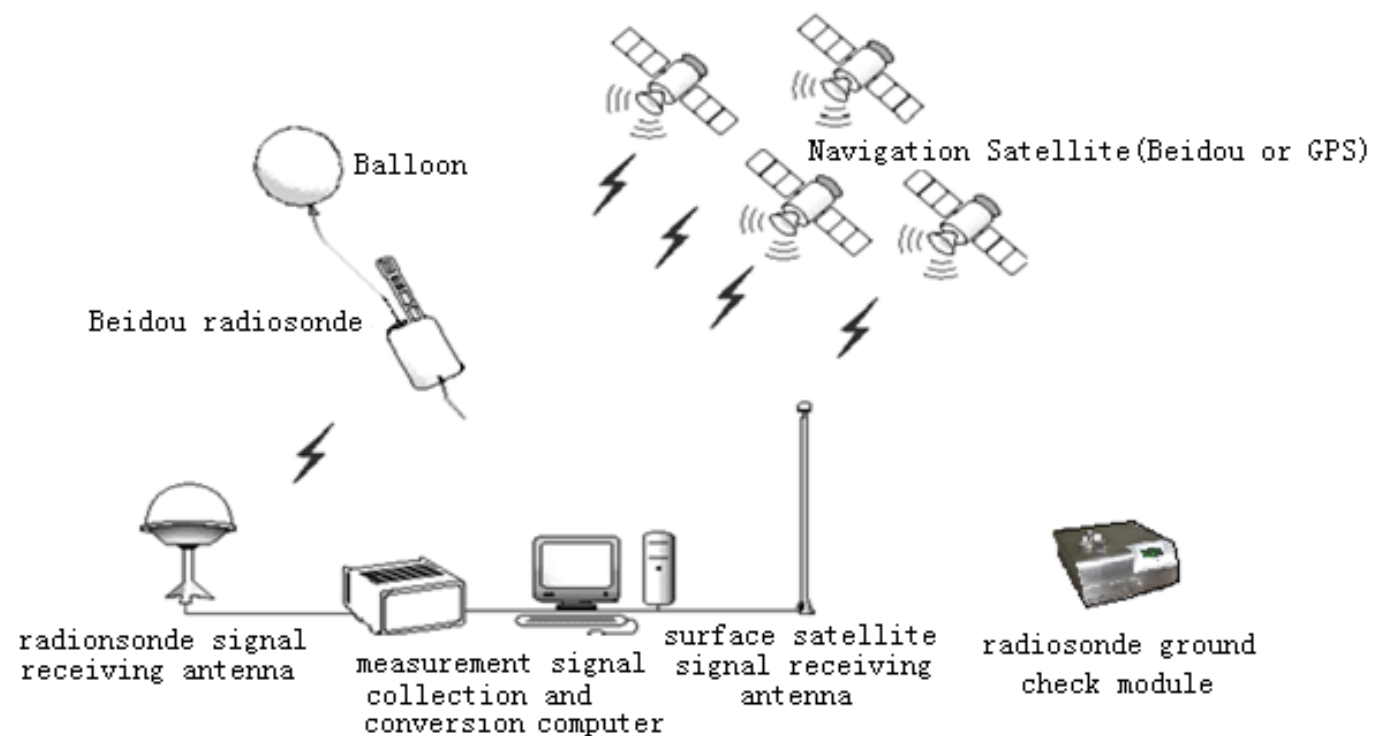 Navigation Satellite(Beidou or GPS)
Balloon
Beidou radiosonde
radionsonde signal
receiving antenna
measurement signal
collection and
conversion computer
surface satellite
signal receiving
antenna
radiosonde ground
check module